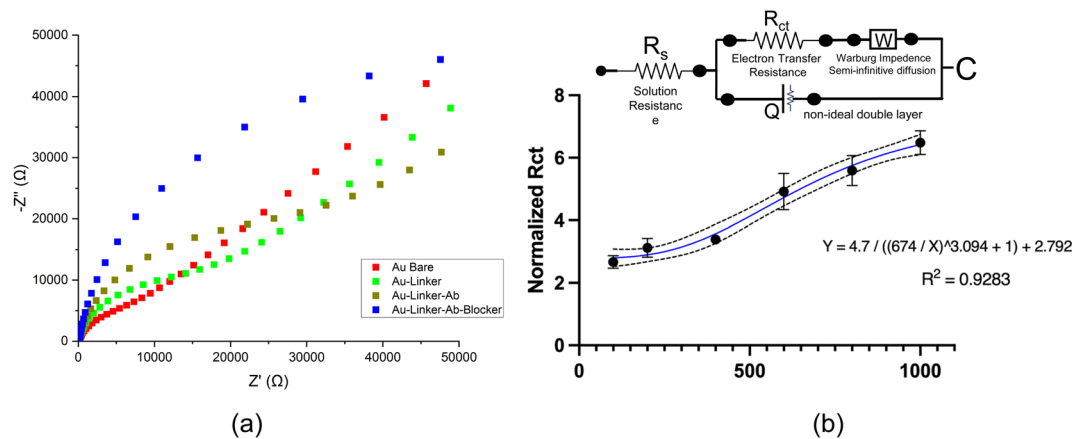 50000
40000
30000
20000
10000
0
-Z'' (Ω)
0
10000
20000
30000
40000
50000
Z' (Ω)
Au Bare
Au-Linker
Au-Linker-Ab
Au-Linker-Ab-Blocker
(a)
Rs
Solution
Resistanc
e
Rct
Electron Transfer
Resistance
W
Warburg Impedence
Semi-infinitive diffusion
C
Q
non-ideal double layer
8
6
4
2
0
Normalized Rct
Y = 4.7 / ((674 / X)^3.094 + 1) + 2.792
R² = 0.9283
0
500
1000
(b)